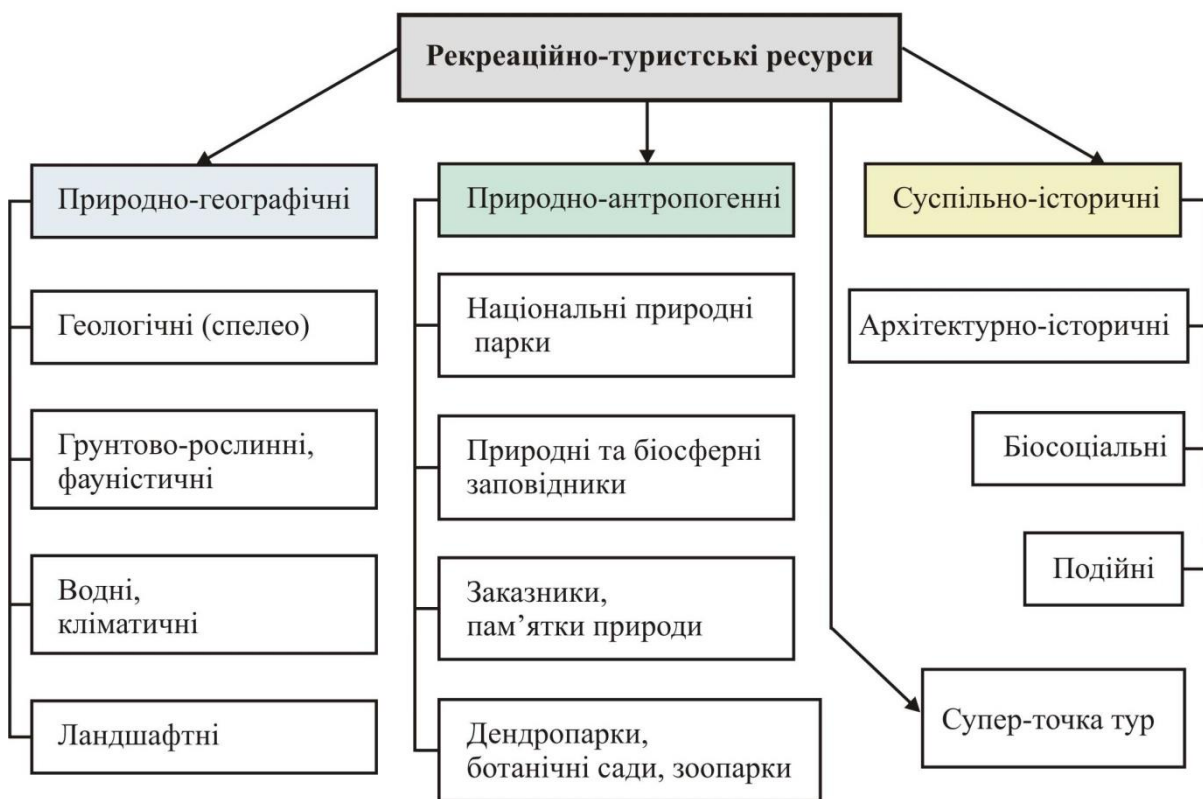 Рекреаційно-туристські ресурси
Природно-географічні
Геологічні (спелео)
Грунтово-рослинні,
фауністичні
Водні,
кліматичні
Ландшафтні
Природно-антропогенні
Національні природні
парки
Природні та біосферні
заповідники
Заказники,
пам’ятки природи
Дендропарки,
ботанічні сади, зоопарки
Суспільно-історичні
Архітектурно-історичні
Біосоціальні
Подійні
Супер-точка тур